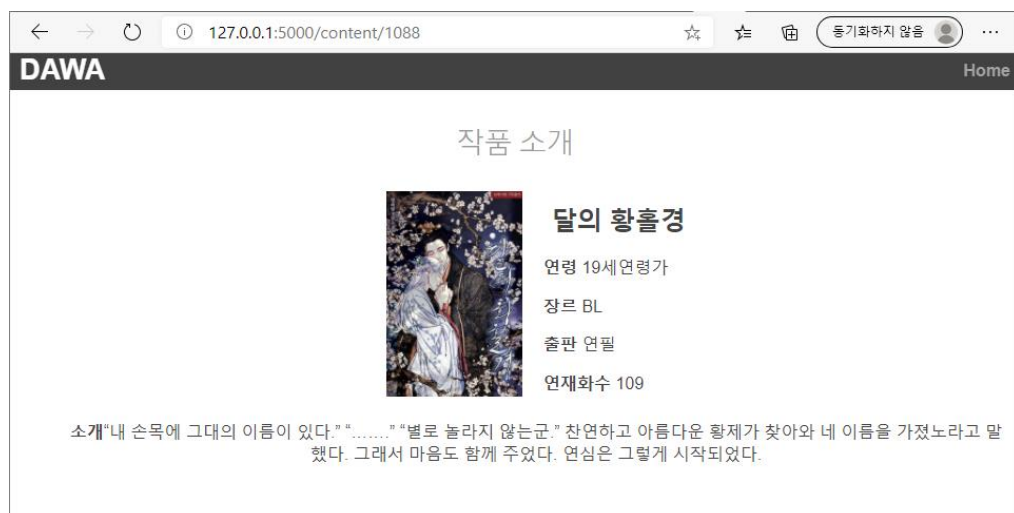 127.0.0.1:5000/content/1088
동기화하지 않음
DAWA
Home
작품 소개
달의 황홀경
연령 19세연령가
장르 BL
출판 연필
연재화수 109
소개“내 손목에 그대의 이름이 있다.” “…….” “별로 놀라지 않는군.” 찬연하고 아름다운 황제가 찾아와 네 이름을 가졌노라고 말
했다. 그래서 마음도 함께 주었다. 연심은 그렇게 시작되었다.